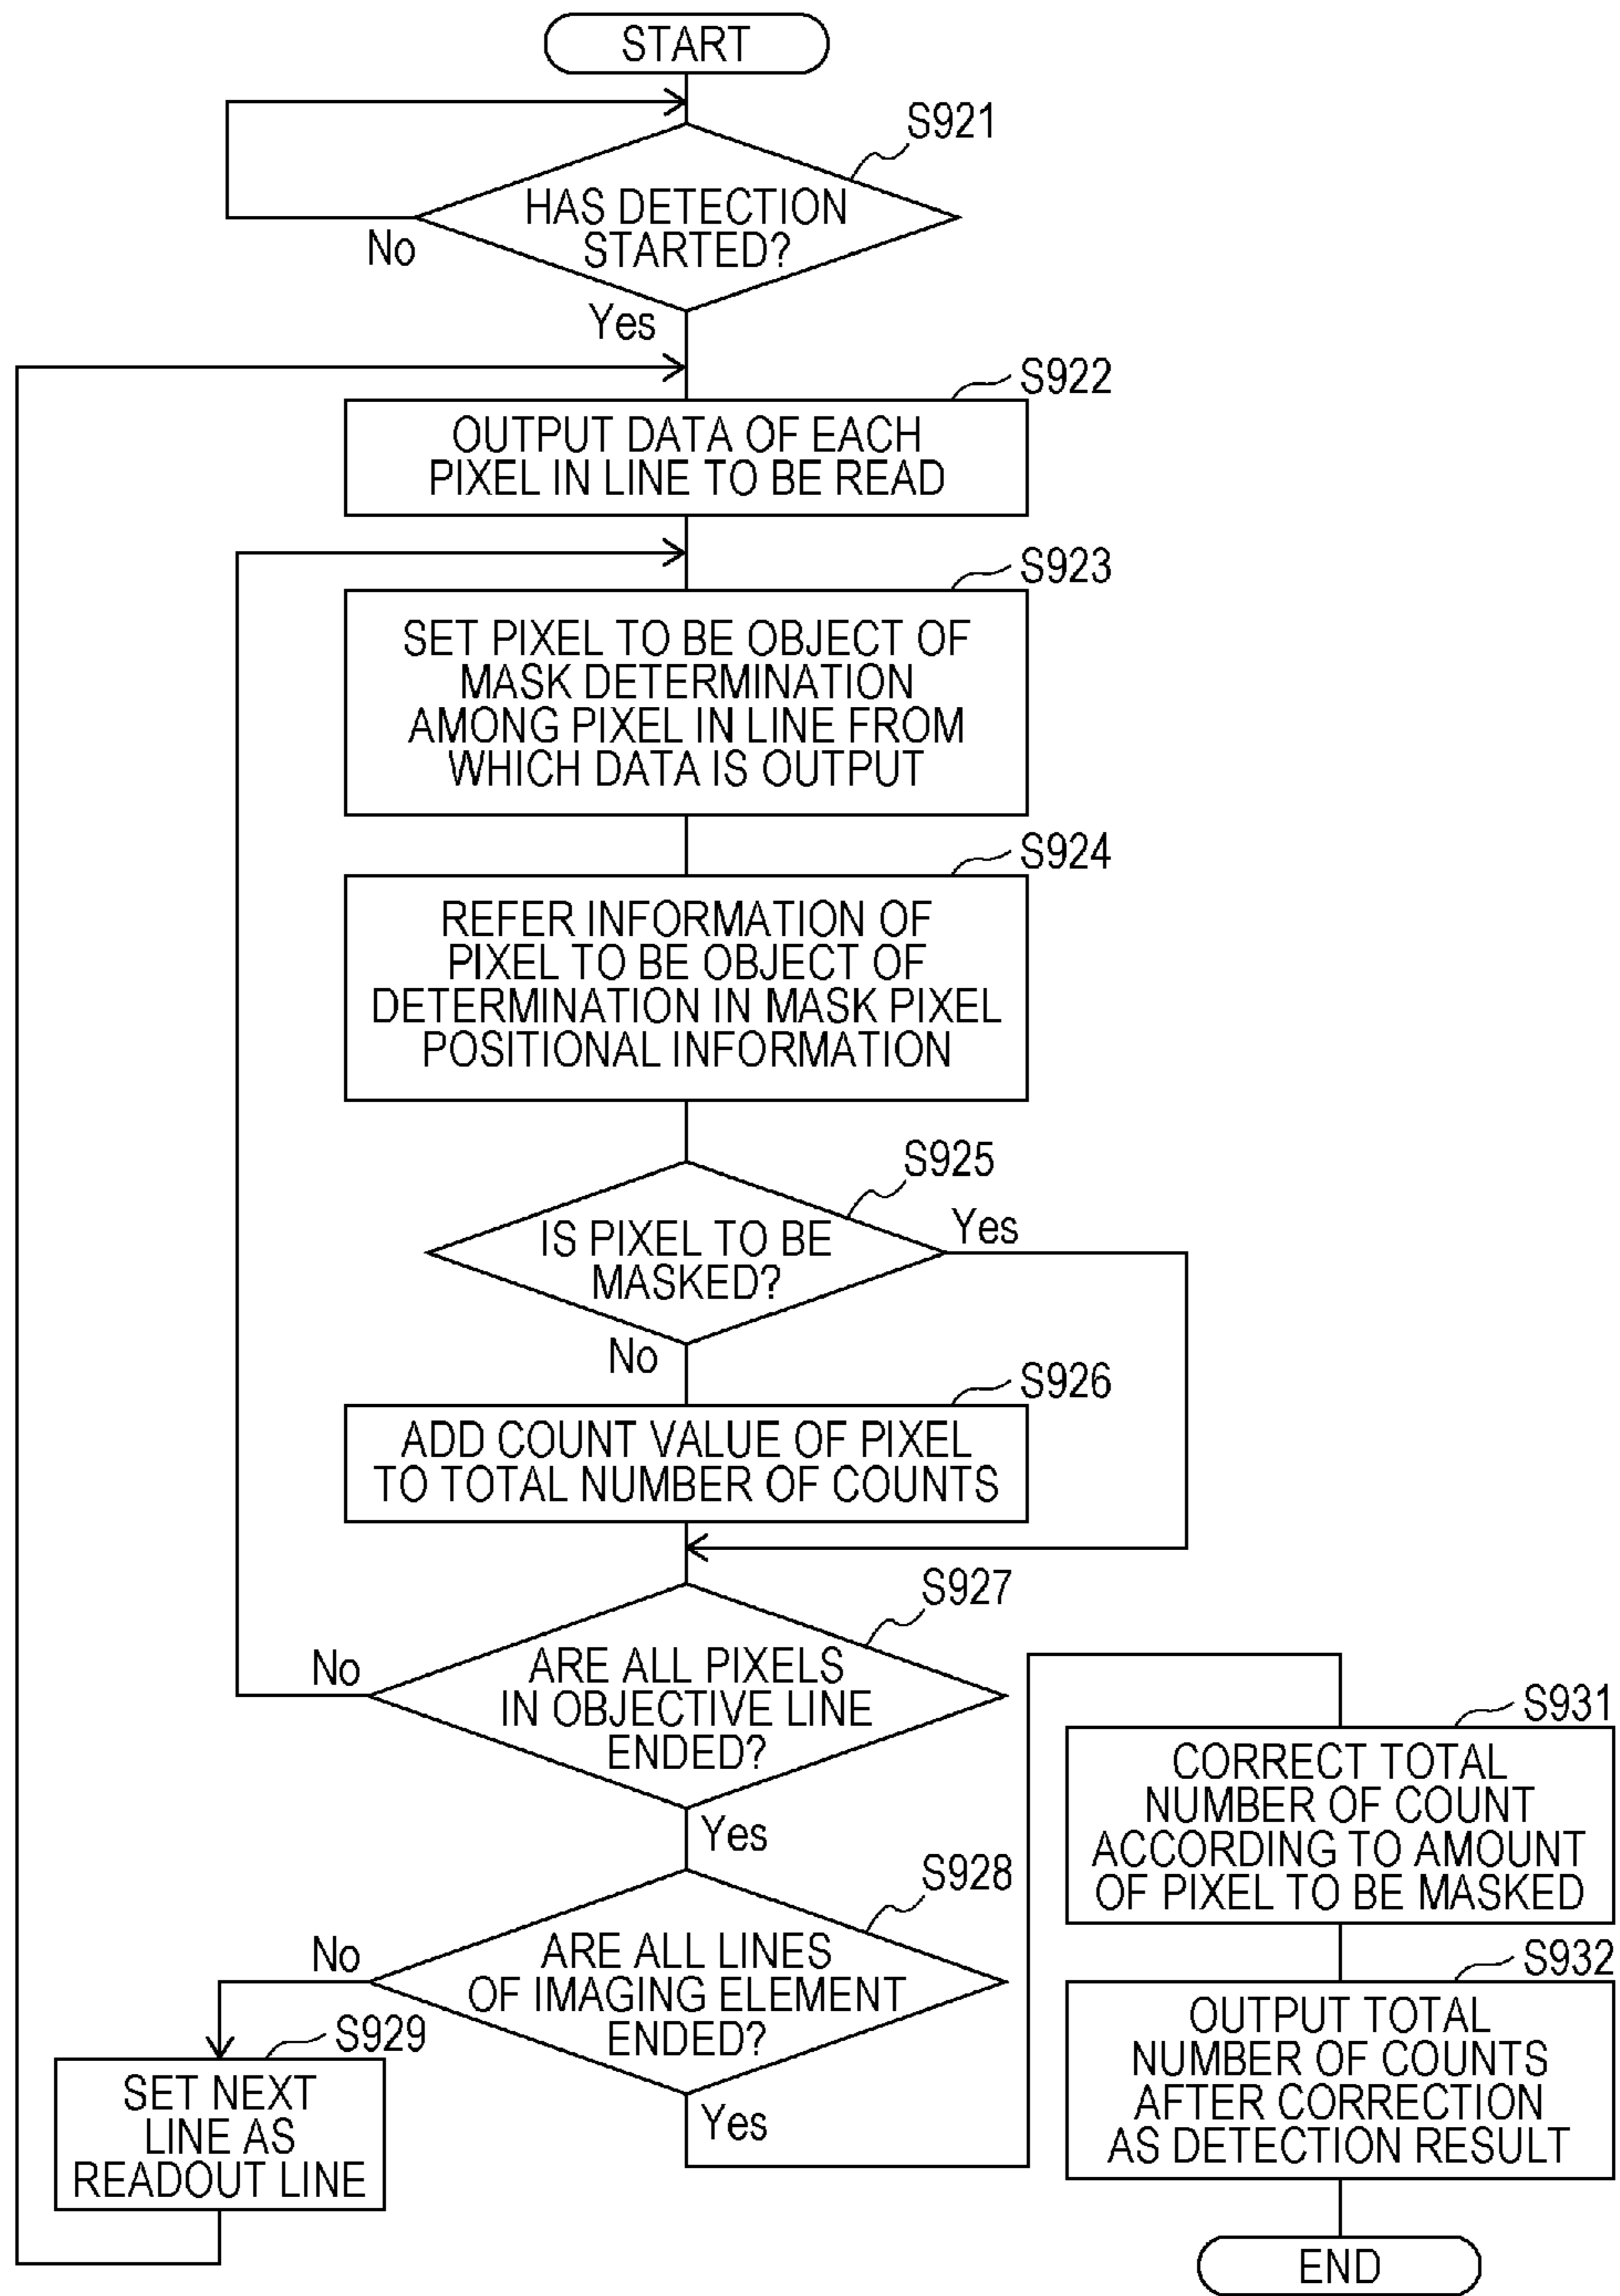 START
S921
HAS DETECTION
STARTED?
No
Yes
S922
OUTPUT DATA OF EACH
PIXEL IN LINE TO BE READ
S923
SET PIXEL TO BE OBJECT OF
MASK DETERMINATION
AMONG PIXEL IN LINE FROM
WHICH DATA IS OUTPUT
S924
REFER INFORMATION OF
PIXEL TO BE OBJECT OF
DETERMINATION IN MASK PIXEL
POSITIONAL INFORMATION
S925
IS PIXEL TO BE
MASKED?
Yes
No
S926
ADD COUNT VALUE OF PIXEL
TO TOTAL NUMBER OF COUNTS
S927
ARE ALL PIXELS
IN OBJECTIVE LINE
ENDED?
No
Yes
S928
ARE ALL LINES
OF IMAGING ELEMENT
ENDED?
No
Yes
S929
SET NEXT
LINE AS
READOUT LINE
S931
CORRECT TOTAL
NUMBER OF COUNT
ACCORDING TO AMOUNT
OF PIXEL TO BE MASKED
S932
OUTPUT TOTAL
NUMBER OF COUNTS
AFTER CORRECTION
AS DETECTION RESULT
END